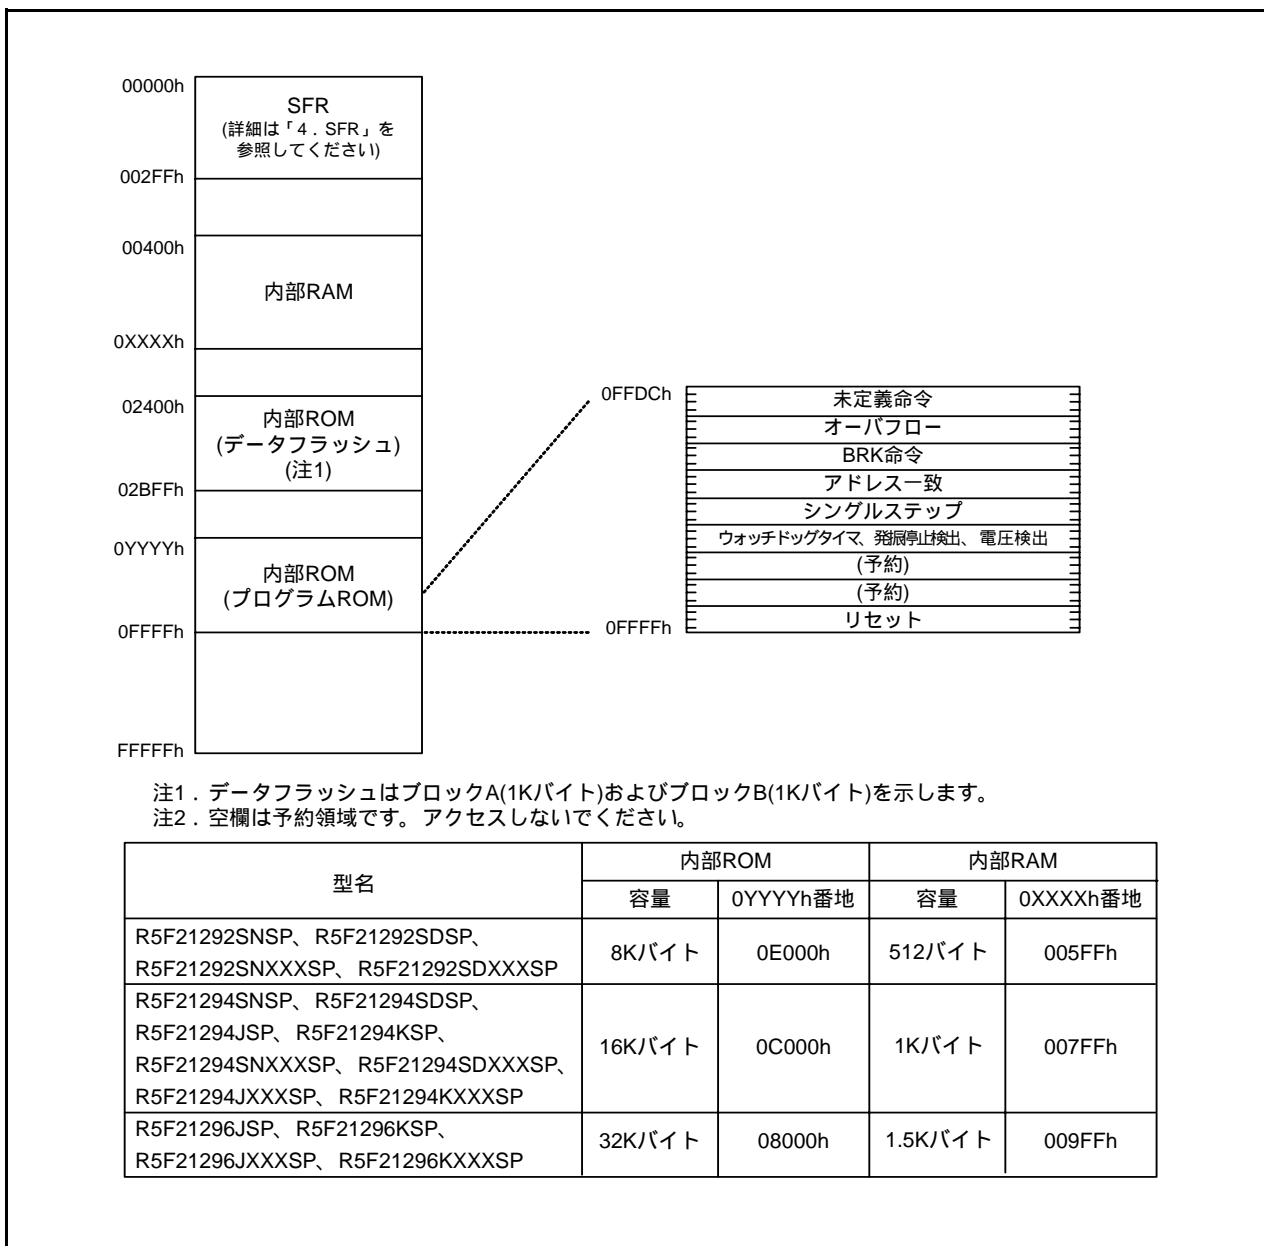 00000h
SFR
(詳細は「4．SFR」を
参照してください)
002FFh
00400h
内部RAM
0XXXXh
02400h
内部ROM
(データフラッシュ)
(注1)
02BFFh
0YYYYh
内部ROM
(プログラムROM)
0FFFFh
FFFFFh
0FFDCh
未定義命令
オーバフロー
BRK命令
アドレス一致
シングルステップ
ウォッチドッグタイマ、発振停止検出、電圧検出
(予約)
(予約)
リセット
0FFFFh
注1．データフラッシュはブロックA(1Kバイト)およびブロックB(1Kバイト)を示します。
注2．空欄は予約領域です。アクセスしないでください。
型名 内部ROM 内部RAM
容量 0YYYYh番地 容量 0XXXXh番地
R5F21292SNSP、R5F21292SDSP、
R5F21292SNXXXSP、R5F21292SDXXXSP
8Kバイト 0E000h 512バイト 005FFh
R5F21294SNSP、R5F21294SDSP、
R5F21294JSP、R5F21294KSP、
R5F21294SNXXXSP、R5F21294SDXXXSP、
R5F21294JXXXSP、R5F21294KXXXSP
16Kバイト 0C000h 1Kバイト 007FFh
R5F21296JSP、R5F21296KSP、
R5F21296JXXXSP、R5F21296KXXXSP
32Kバイト 08000h 1.5Kバイト 009FFh